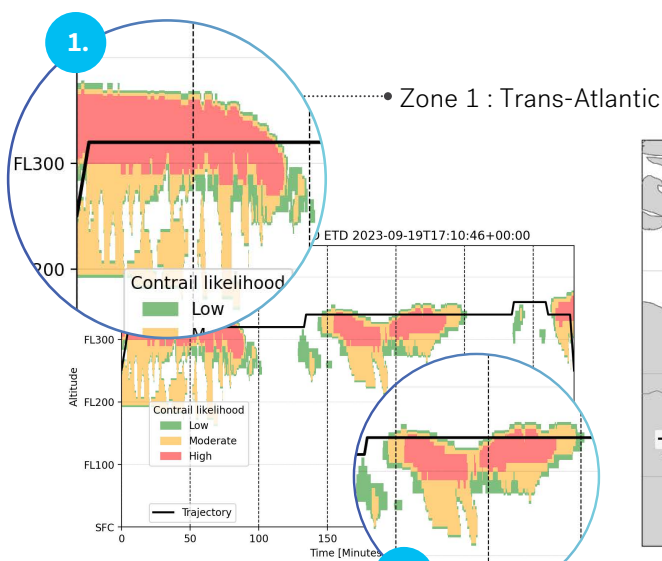 1.
Zone 1 : Trans-Atlantic
FL300
Contrail likelihood
Low
ETD 2023-09-19T17:10:46+00:00
FL300
FL200
FL100
SFC
Altitude
Contrail likelihood
Low
Moderate
High
Trajectory
0
50
100
150
Time [Minutes